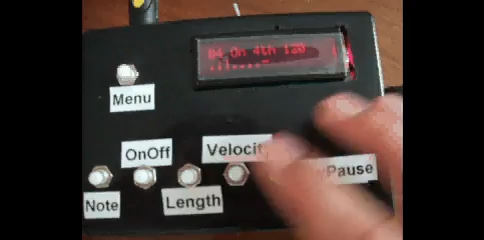 04 On 4th 120
Menu
OnOff
Velocit
Pause
Note
Length